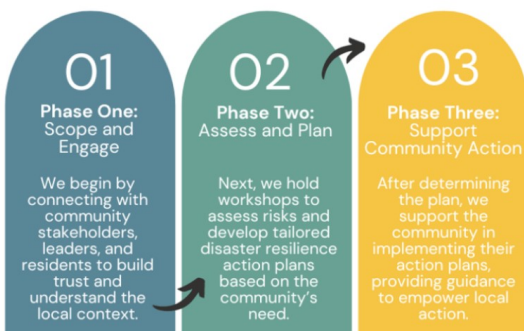 01
Phase One:
Scope and
Engage
We begin by
connecting with
community
stakeholders,
leaders, and
residents to build
trust and
understand the
local context.
02
Phase Two:
Assess and Plan
Next, we hold
workshops to
assess risks and
develop tailored
disaster resilience
action plans
based on the
community's
need.
03
Phase Three:
Support
Community Action
After determining
the plan, we
support the
community in
implementing their
action plans,
providing guidance
to empower local
action.